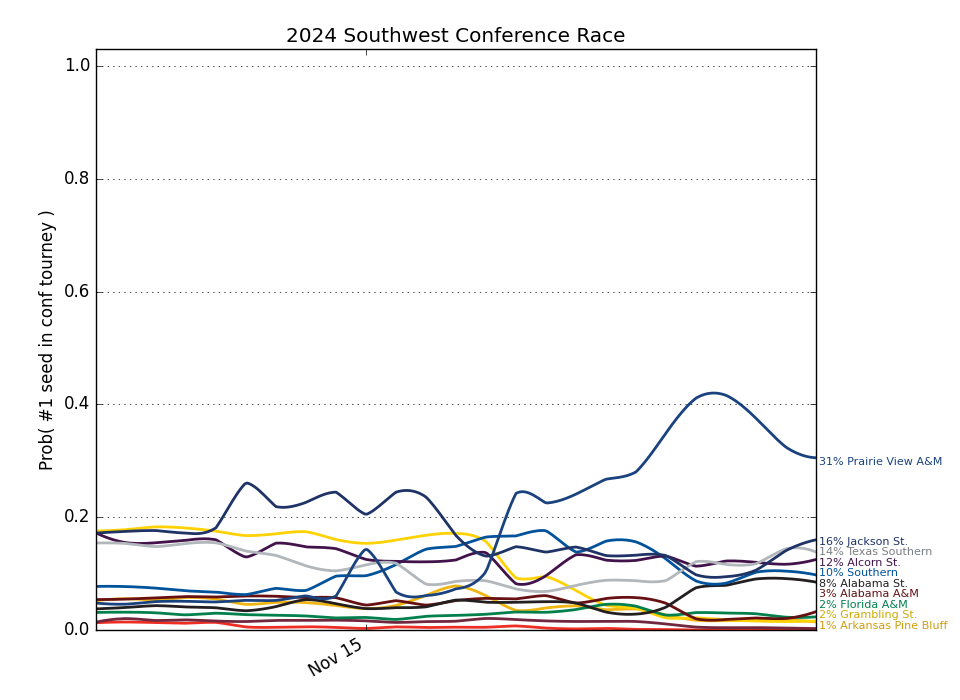 2024 Southwest Conference Race
Prob( #1 seed in conf tourney )
1.0
0.8
0.6
0.4
0.2
0.0
Nov 15
31% Prairie View A&M
16% Jackson St.
14% Texas Southern
12% Alcorn St.
10% Southern
8% Alabama St.
3% Alabama A&M
2% Florida A&M
2% Grambling St.
1% Arkansas Pine Bluff